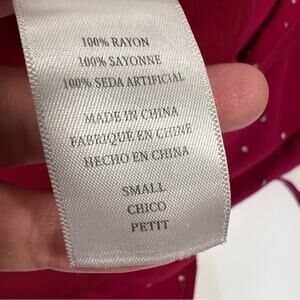 100% RAYON
100% SAYONNE
100% SEDA ARTIFICIAL
MADE IN CHINA
FABRIQUÉ EN CHINE
HECHO EN CHINA
SMALL
CHICO
PETIT